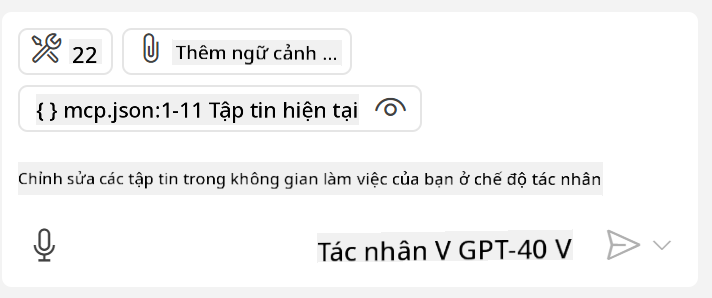 22 Thêm ngữ cảnh ...
{ } mcp.json:1-11 Tập tin hiện tại
Chỉnh sửa các tập tin trong không gian làm việc của bạn ở chế độ tác nhân
Tác nhân V GPT-40 V